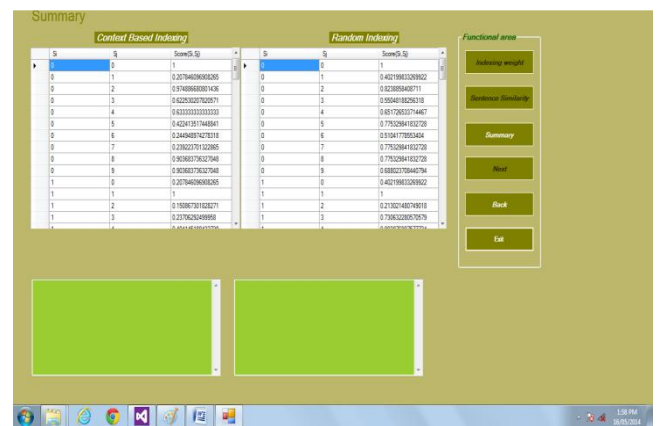 Summary
Context Based Indexing
Random Indexing
Functional area
Si Sj Score(Si,Sj)
0 0 1
0 1 0.207846096908265
0 2 0.974886680801436
0 3 0.622530207820571
0 4 0.633333333333333
0 5 0.422413517448841
0 6 0.244948974278318
0 7 0.239223701322865
0 8 0.903683736327048
0 9 0.903683736327048
1 0 0.207846096908265
1 1 1
1 2 0.150867301828271
1 3 0.23706292499958
Si Sj Score(Si,Sj)
0 0 1
0 1 0.402199833269922
0 2 0.8238858408711
0 3 0.55048188256318
0 4 0.651726533714467
0 5 0.775329841832728
0 6 0.51041778553404
0 7 0.775329841832728
0 8 0.775329841832728
0 9 0.688023708440794
1 0 0.402199833269922
1 1 1
1 2 0.213021480749018
1 3 0.730632280570579
Indexing weight
Sentence Similarity
Summary
Next
Back
Exit
1:58 PM
16/05/2014